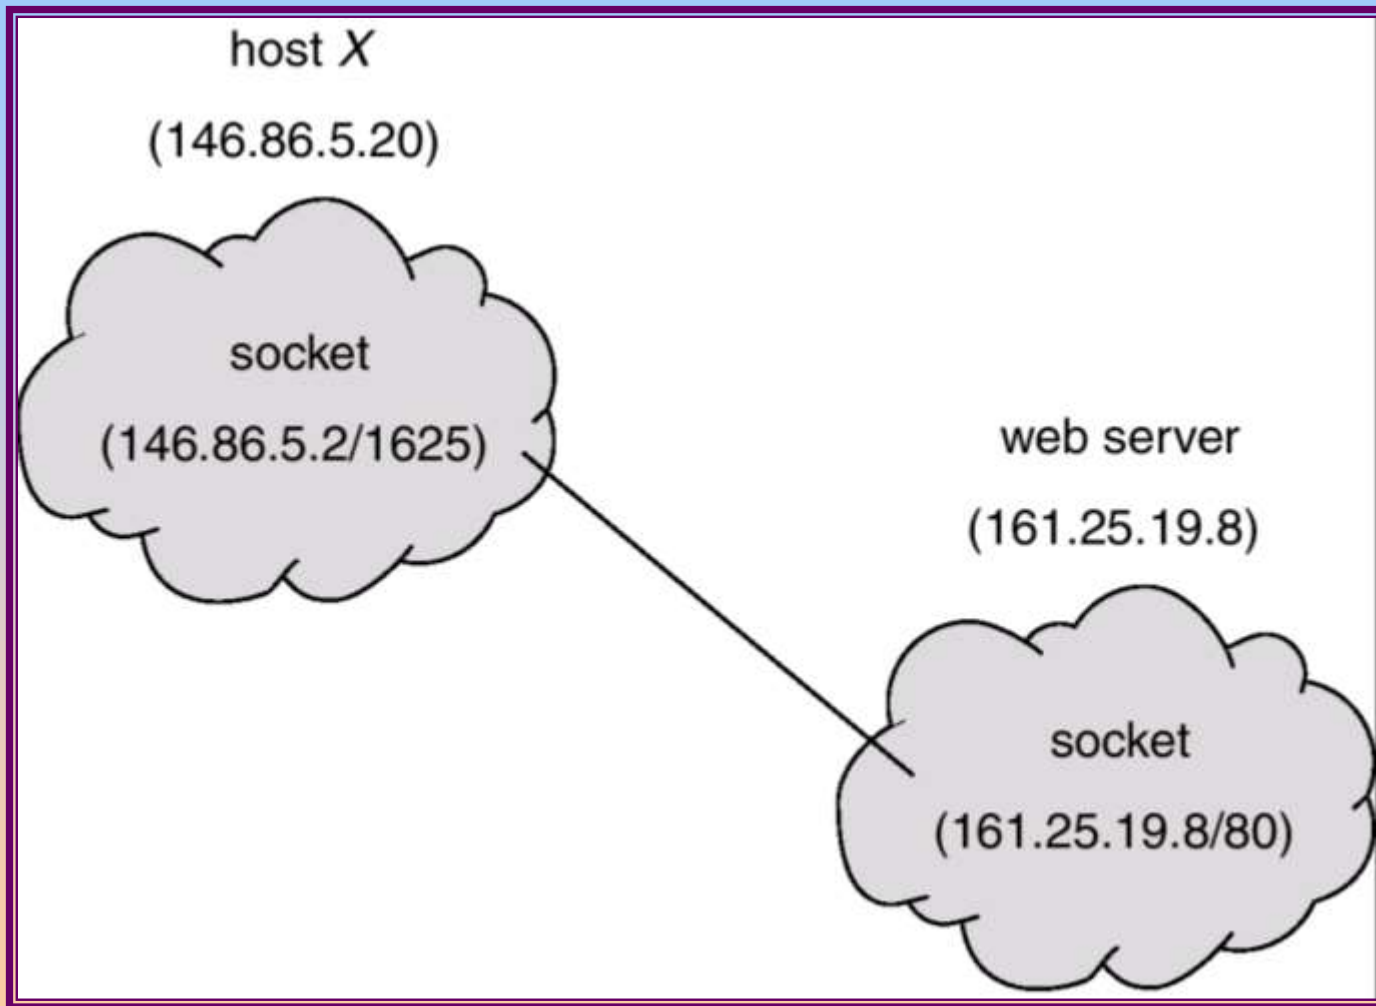 host X
(146.86.5.20)
socket
(146.86.5.2/1625)
web server
(161.25.19.8)
socket
(161.25.19.8/80)